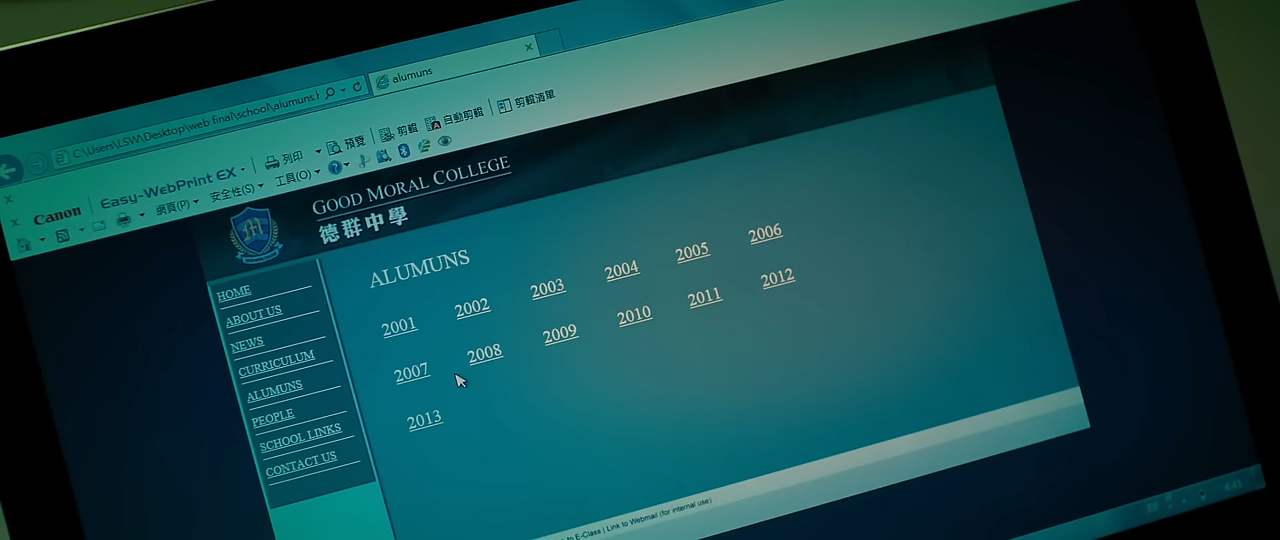 alumuns
C:\Users\LSW\Desktop\web final\school\alumuns.h
Canon Easy-WebPrint EX 列印 預覽 剪輯 自動剪輯 剪輯清單
網頁(P) 安全性(S) 工具(O)
GOOD MORAL COLLEGE
德群中學
HOME
ABOUT US
NEWS
CURRICULUM
ALUMUNS
PEOPLE
SCHOOL LINKS
CONTACT US
ALUMUNS
2001 2002 2003 2004 2005 2006
2007 2008 2009 2010 2011 2012
2013
to E-Class | Link to Webmail (for internal use)
4:41